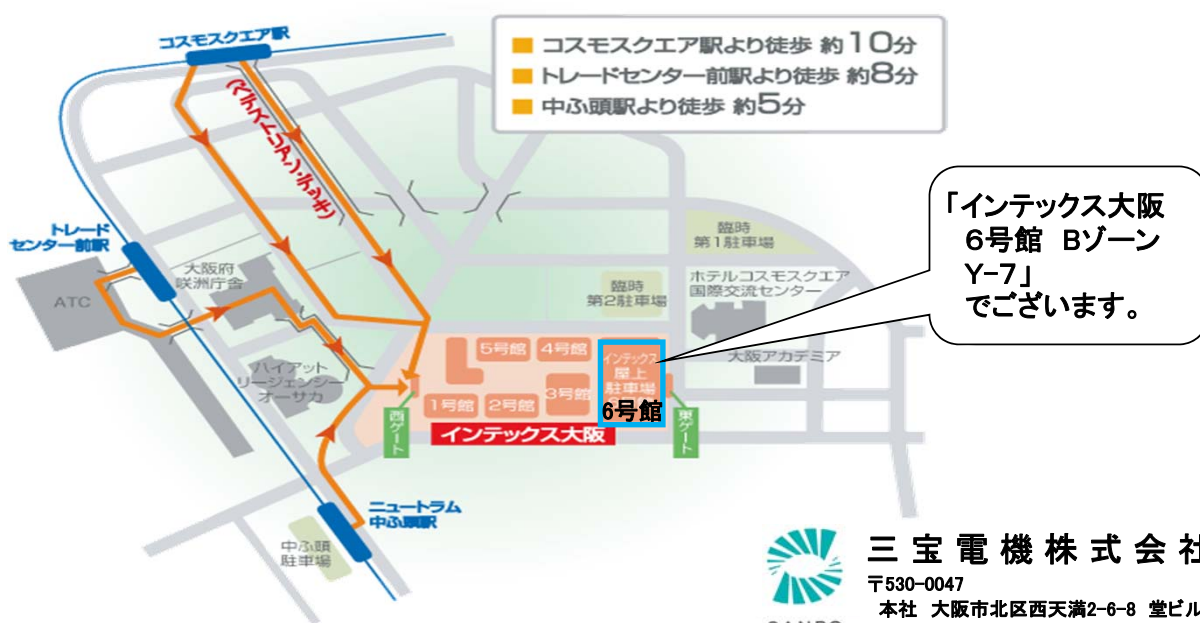 コスモスクエア駅
コスモスクエア駅より徒歩 約10分
トレードセンター前駅より徒歩 約8分
中ふ頭駅より徒歩 約5分
(ペデストリアン・デッキ)
「インテックス大阪
6号館 Bゾーン
Y-7」
でございます。
トレード
センター前駅
臨時
第1駐車場
大阪府
咲洲庁舎
ATC
臨時
第2駐車場
ホテルコスモスクエア
国際交流センター
5号館
4号館
インテックス
屋上
駐車場
大阪アカデミア
ハイアット
リージェンシー
オーサカ
3号館
1号館
2号館
6号館
西ゲート
インテックス大阪
東ゲート
ニュートラム
中ふ頭駅
中ふ頭
駐車場
三宝電機株式会社
〒530-0047
本社 大阪市北区西天満2-6-8 堂ビル